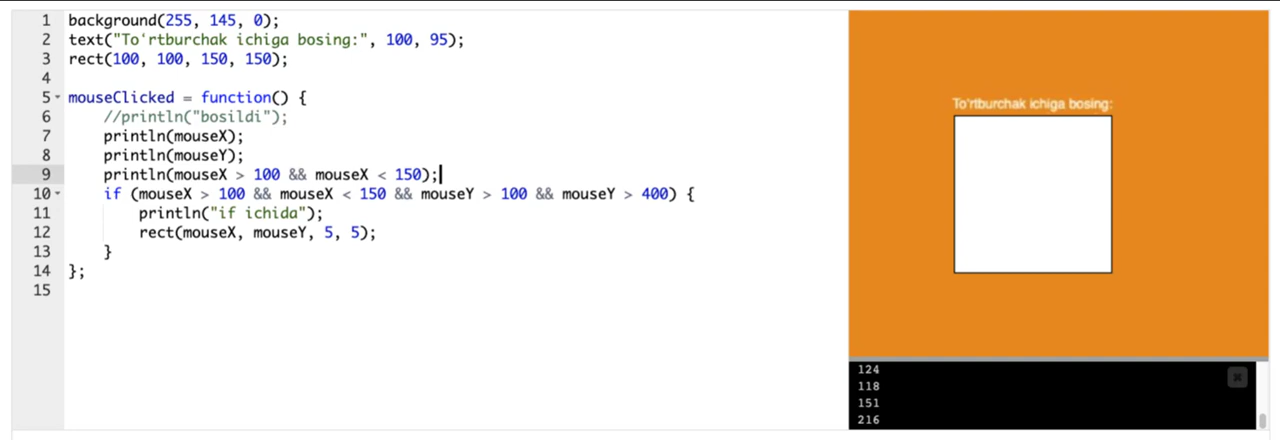 1 background(255, 145, 0);
2 text("To'rtburchak ichiga bosing:", 100, 95);
3 rect(100, 100, 150, 150);
4
5 mouseClicked = function() {
6 //println("bosildi");
7 println(mouseX);
8 println(mouseY);
9 println(mouseX > 100 && mouseX < 150);
10 if (mouseX > 100 && mouseX < 150 && mouseY > 100 && mouseY > 400) {
11 println("if ichida");
12 rect(mouseX, mouseY, 5, 5);
13 }
14 };
15
To'rtburchak ichiga bosing:
124
118
151
216